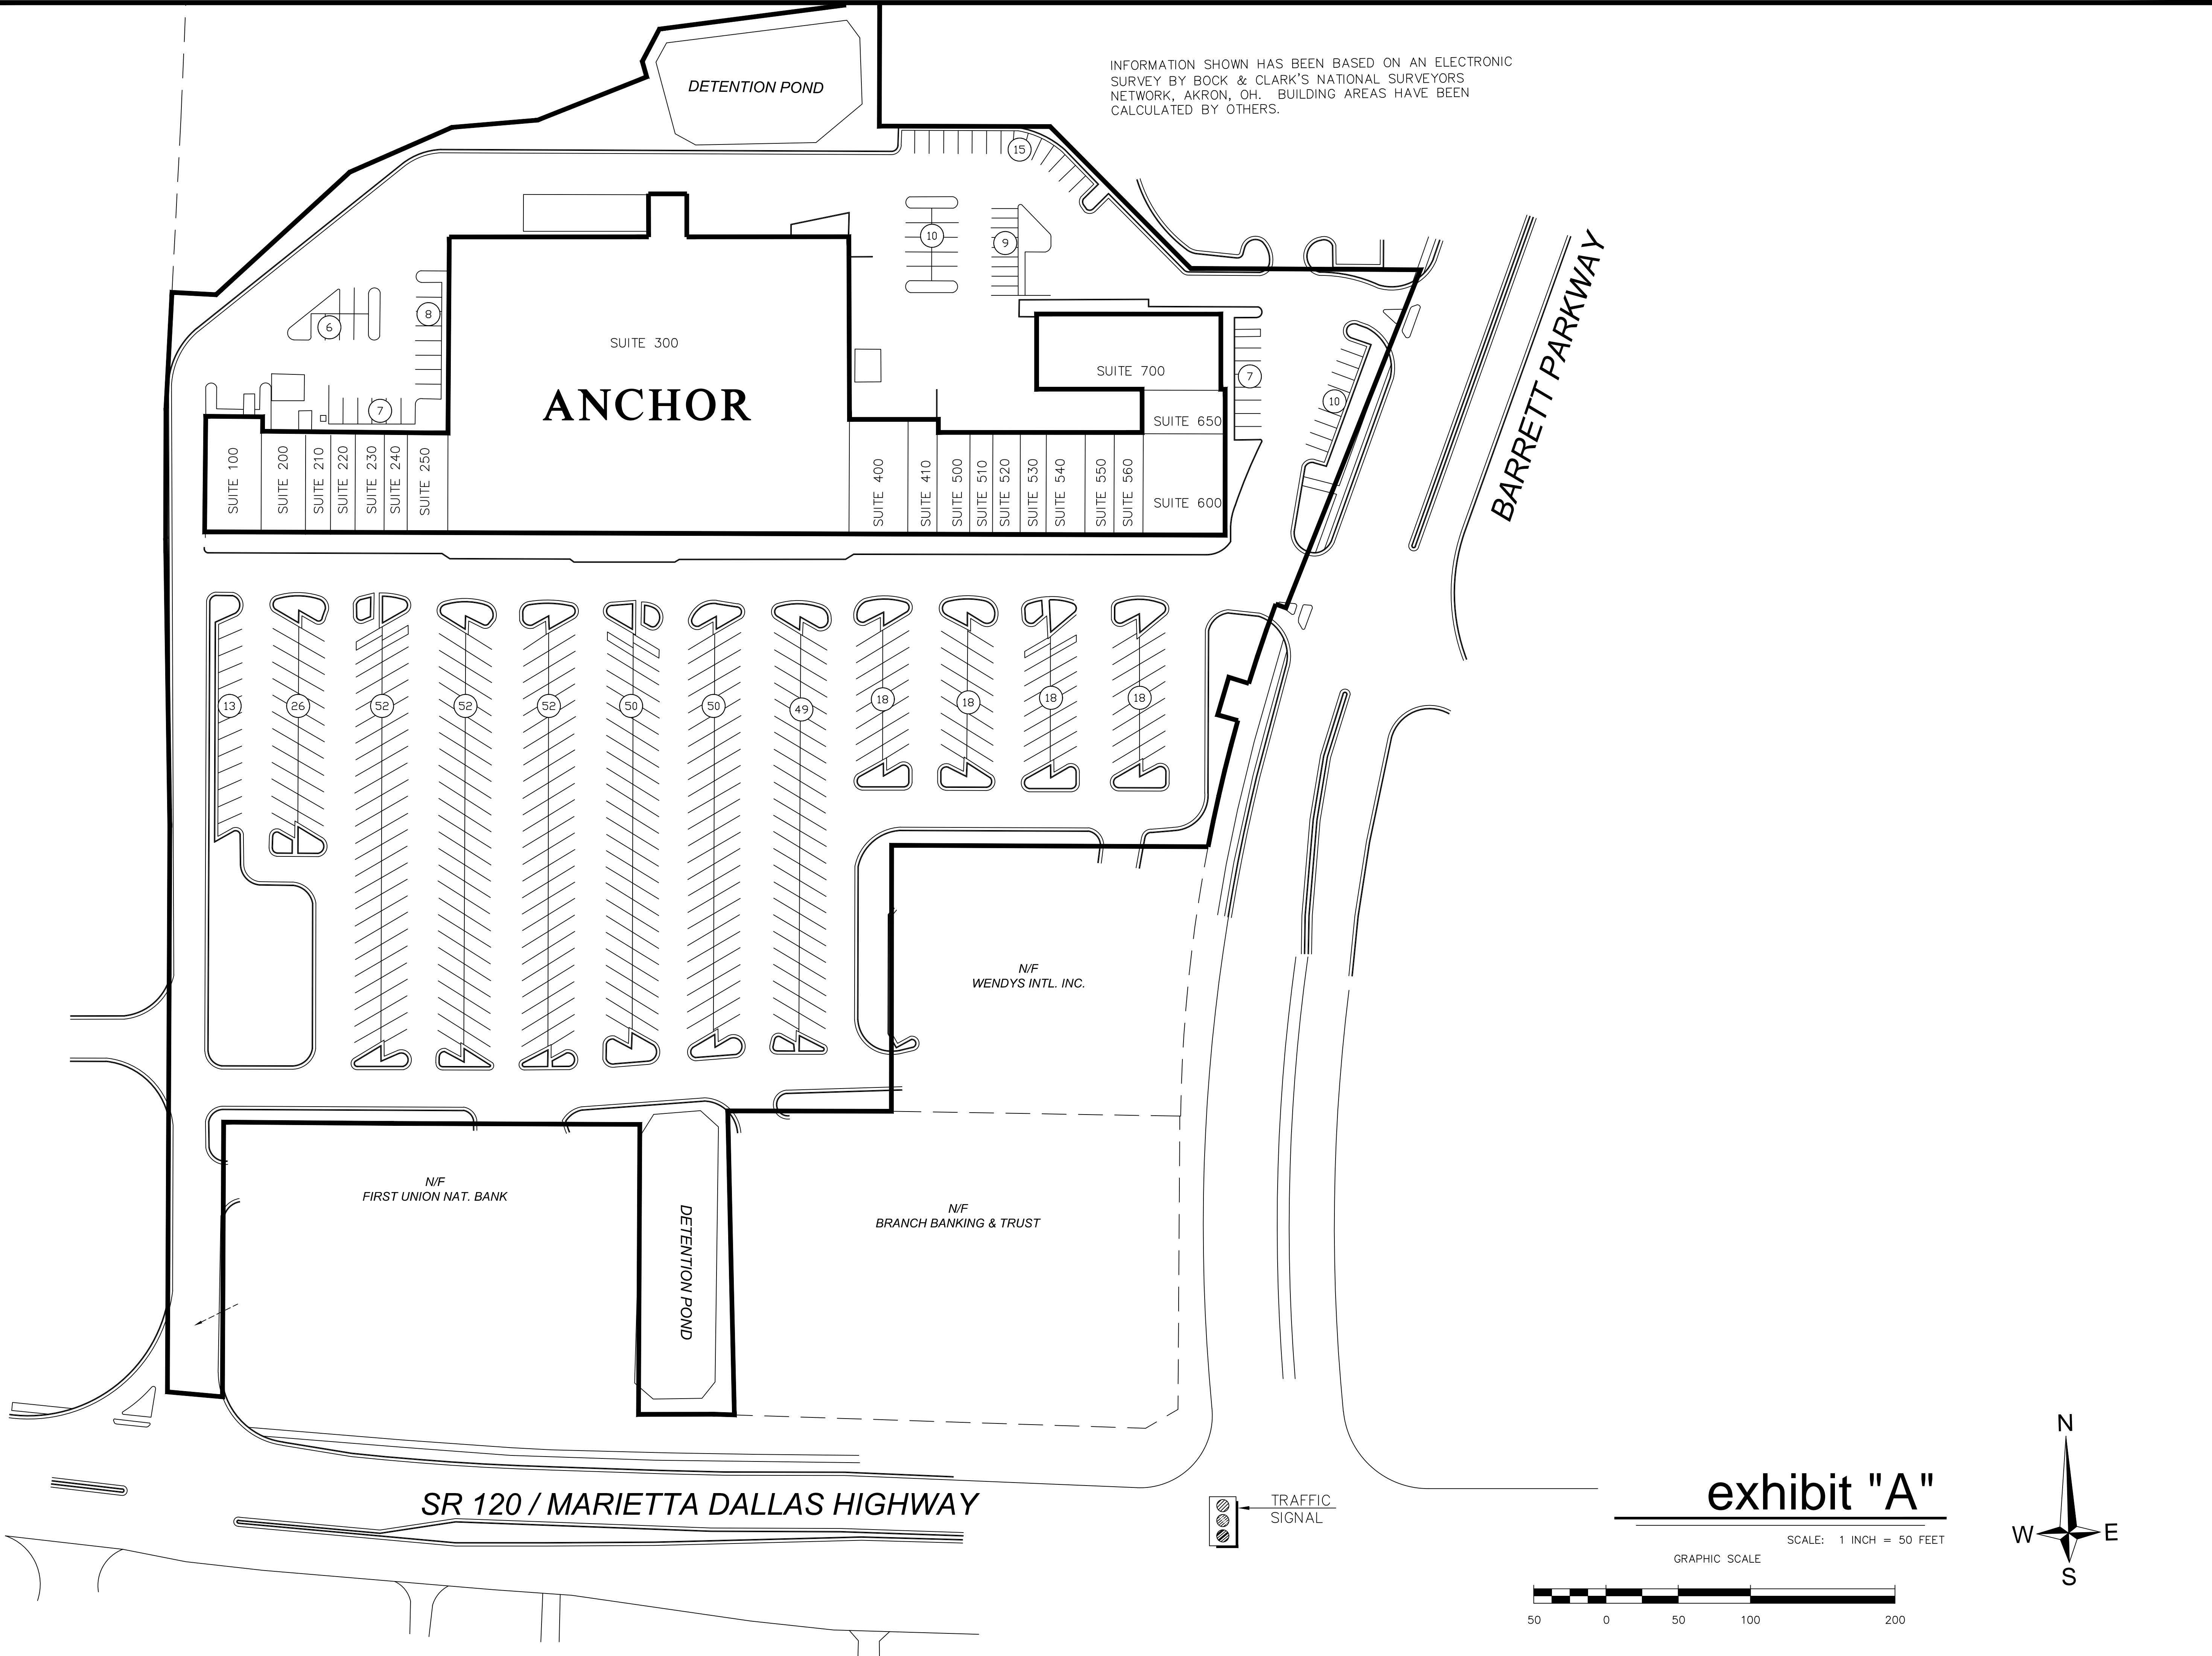 DETENTION POND
INFORMATION SHOWN HAS BEEN BASED ON AN ELECTRONIC
SURVEY BY BOCK & CLARK'S NATIONAL SURVEYORS
NETWORK, AKRON, OH. BUILDING AREAS HAVE BEEN
CALCULATED BY OTHERS.
15
10
9
6
8
7
SUITE 300
ANCHOR
SUITE 700
SUITE 650
SUITE 600
7
10
BARRETT PARKWAY
SUITE 100
SUITE 200
SUITE 210
SUITE 220
SUITE 230
SUITE 240
SUITE 250
SUITE 400
SUITE 410
SUITE 500
SUITE 510
SUITE 520
SUITE 530
SUITE 540
SUITE 550
SUITE 560
13
26
52
52
52
50
50
49
18
18
18
18
N/F
WENDYS INTL. INC.
N/F
FIRST UNION NAT. BANK
DETENTION POND
N/F
BRANCH BANKING & TRUST
SR 120 / MARIETTA DALLAS HIGHWAY
TRAFFIC
SIGNAL
exhibit "A"
SCALE: 1 INCH = 50 FEET
GRAPHIC SCALE
50 0 50 100 200
N
W E
S